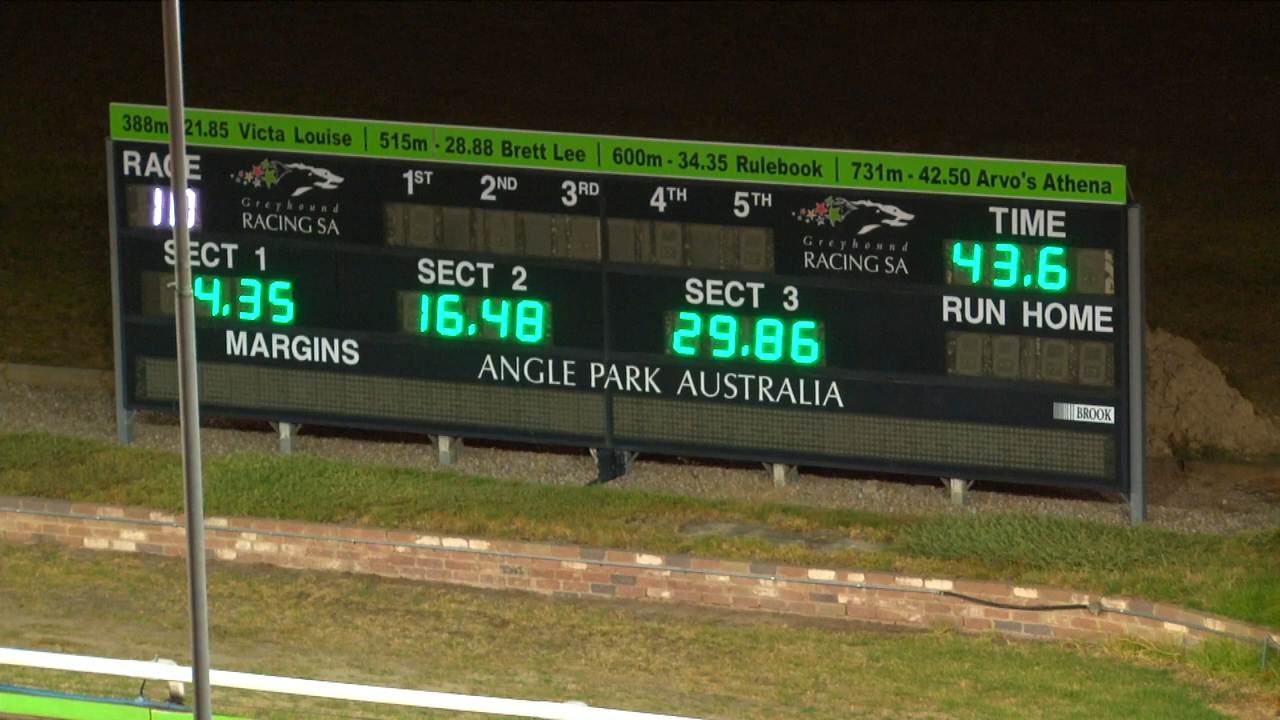 388m 21.85 Victa Louise | 515m - 28.88 Brett Lee | 600m - 34.35 Rulebook | 731m - 42.50 Arvo's Athena
RACE
Greyhound
RACING SA
1ST 2ND 3RD 4TH 5TH
Greyhound
RACING SA
TIME
43.6
SECT 1
4.35
SECT 2
16.48
SECT 3
29.86
RUN HOME
MARGINS
ANGLE PARK AUSTRALIA
BROOK